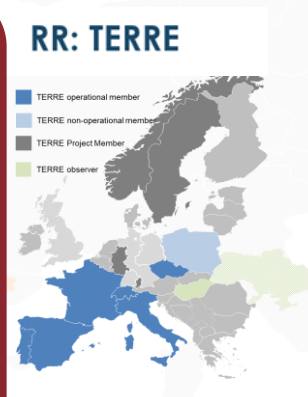 RR: TERRE
TERRE operational member
TERRE non-operational member
TERRE Project Member
TERRE observer